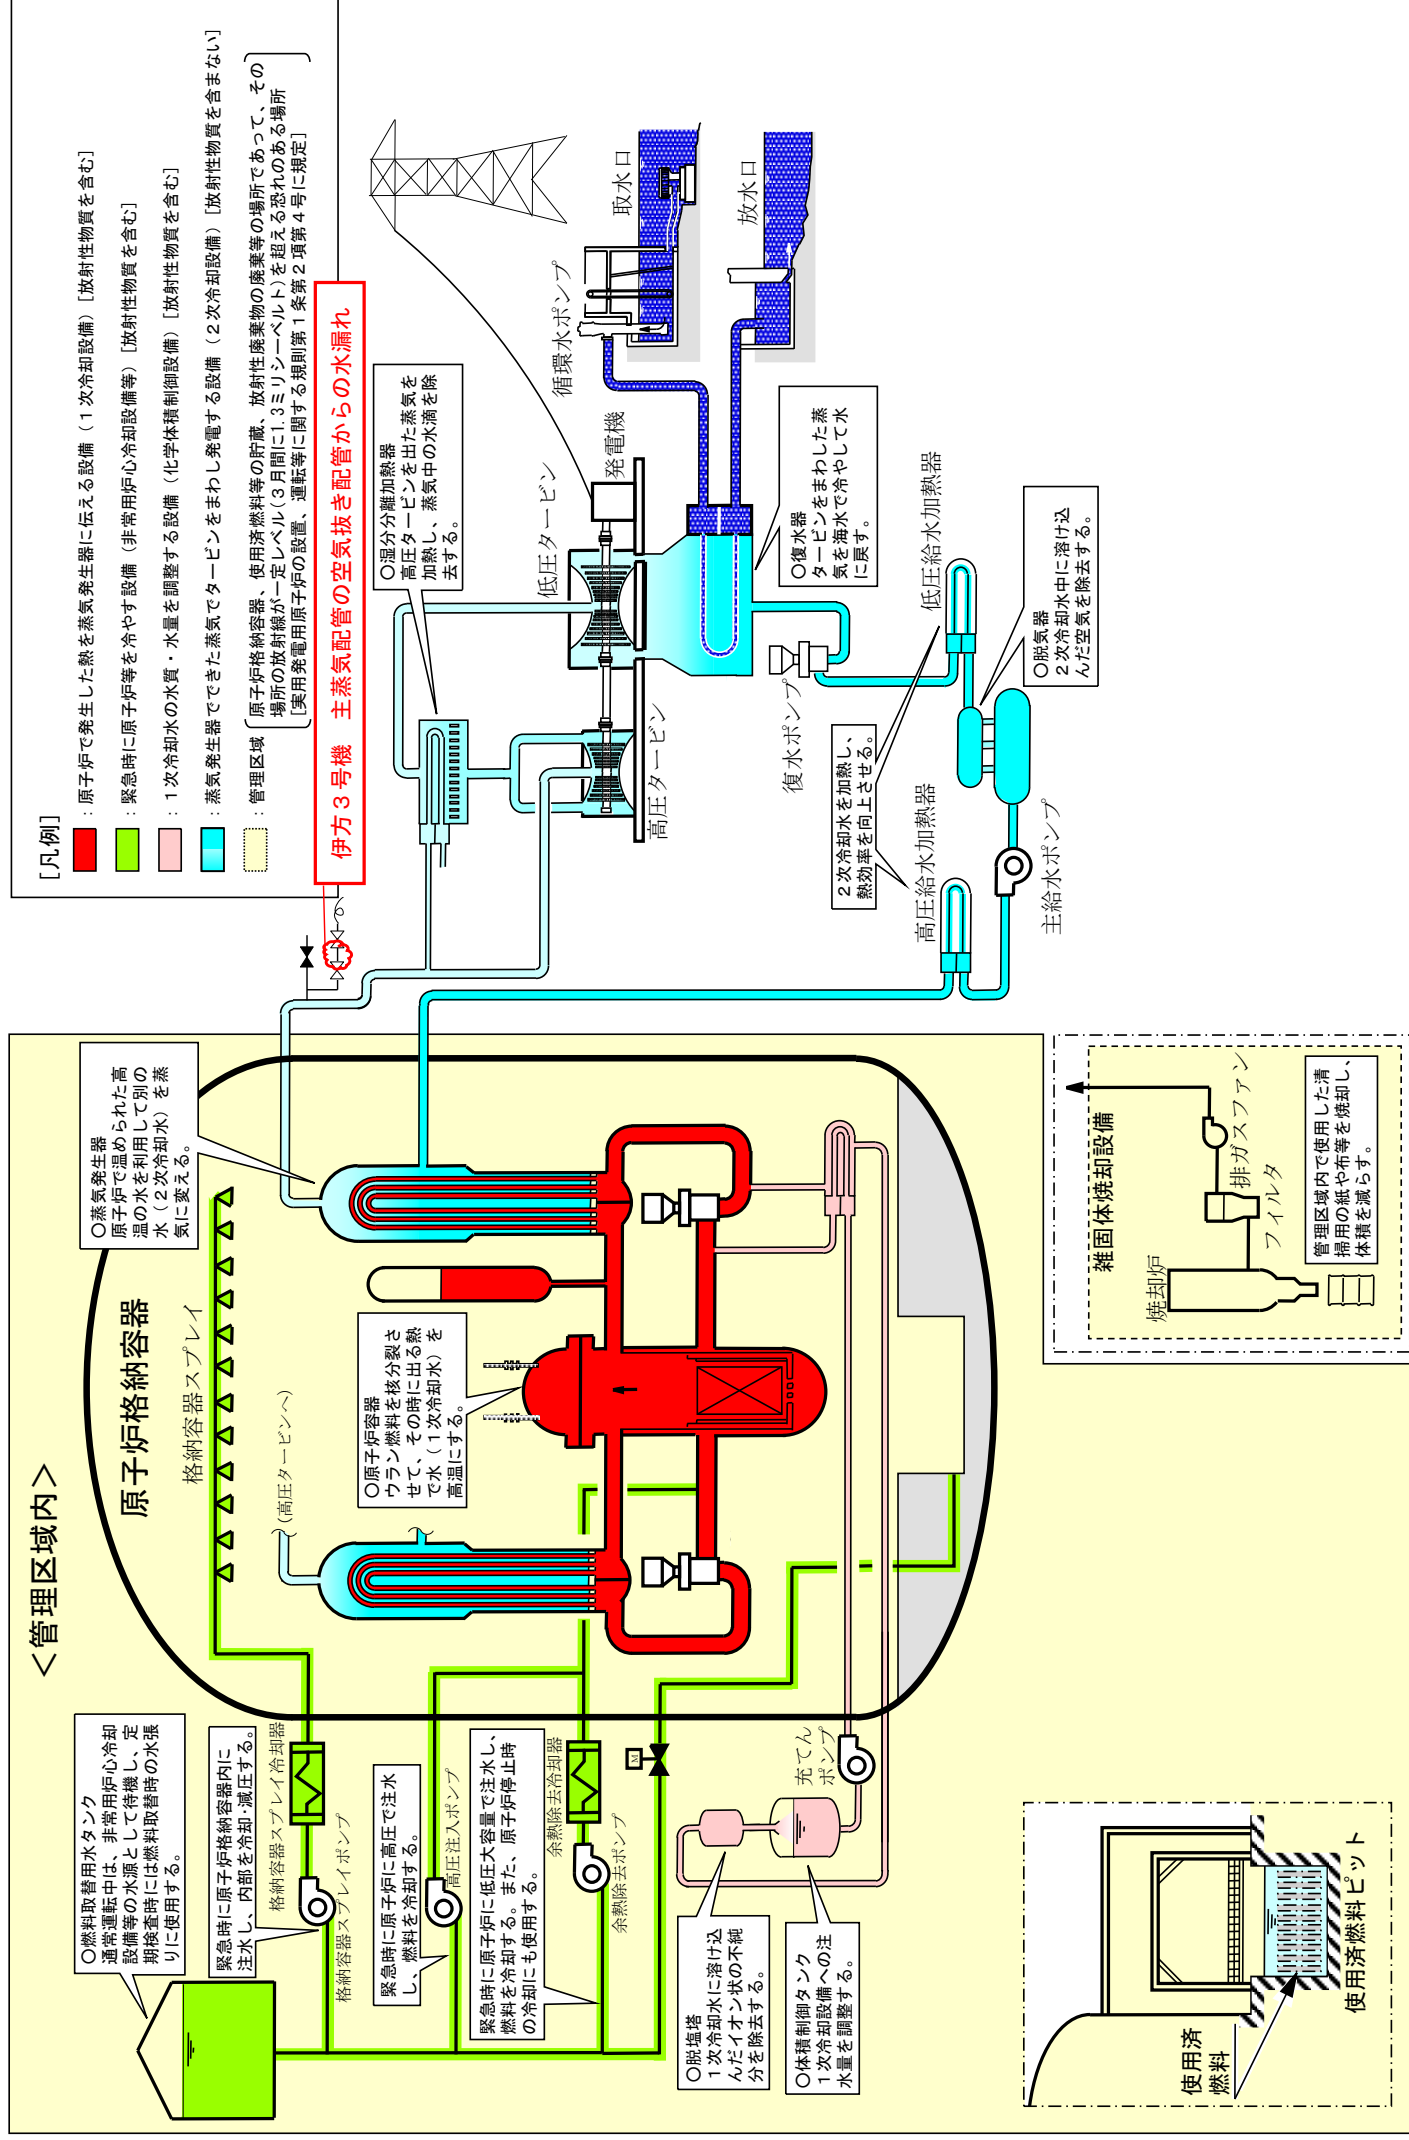 [凡例]
：原子炉で発生した熱を蒸気発生器に伝える設備（１次冷却設備）［放射性物質を含む］
：緊急時に原子炉等を冷やす設備（非常用炉心冷却設備等）［放射性物質を含む］
：１次冷却水の水質・水量を調整する設備（化学体積制御設備）［放射性物質を含む］
：蒸気発生器でできた蒸気でタービンをまわし発電する設備（２次冷却設備）［放射性物質を含まない］
：管理区域
原子炉格納容器、使用済燃料等の貯蔵、放射性廃棄物の廃棄等の場所であって、その
場所の放射線が一定レベル（３月間に1.3ミリシーベルト）を超える恐れのある場所
［実用発電用原子炉の設置、運転等に関する規則第１条第２項第４号に規定］
伊方３号機　主蒸気配管の空気抜き配管からの水漏れ
＜管理区域内＞
原子炉格納容器
格納容器スプレイ
（高圧タービンへ）
○蒸気発生器
原子炉で温められた高
温の水を利用して別の
水（２次冷却水）を蒸
気に変える。
○原子炉容器
ウラン燃料を核分裂さ
せて、その時に出る熱
で水（１次冷却水）を
高温にする。
○燃料取替用水タンク
通常運転中は、非常用炉心冷却
設備等の水源として待機し、定
期検査時には燃料取替時の水張
りに使用する。
緊急時に原子炉格納容器内に
注水し、内部を冷却・減圧する。
格納容器スプレイ冷却器
格納容器スプレイポンプ
緊急時に原子炉に高圧で注水
し、燃料を冷却する。
高圧注入ポンプ
緊急時に原子炉に低圧大容量で注水し、
燃料を冷却する。また、原子炉停止時
の冷却にも使用する。
余熱除去冷却器
余熱除去ポンプ
M
充てん
ポンプ
○脱塩塔
１次冷却水に溶け込
んだイオン状の不純
分を除去する。
○体積制御タンク
１次冷却設備への注
水量を調整する。
使用済
燃料
使用済燃料ピット
雑固体焼却設備
焼却炉
フィルタ
排ガスファン
管理区域内で使用した清
掃用の紙や布等を焼却し、
体積を減らす。
○湿分分離加熱器
高圧タービンを出た蒸気を
加熱し、蒸気中の水滴を除
去する。
高圧タービン
低圧タービン
発電機
循環水ポンプ
取水口
放水口
○復水器
タービンをまわした蒸
気を海水で冷やして水
に戻す。
復水ポンプ
低圧給水加熱器
２次冷却水を加熱し、
熱効率を向上させる。
高圧給水加熱器
○脱気器
２次冷却水中に溶け込
んだ空気を除去する。
主給水ポンプ